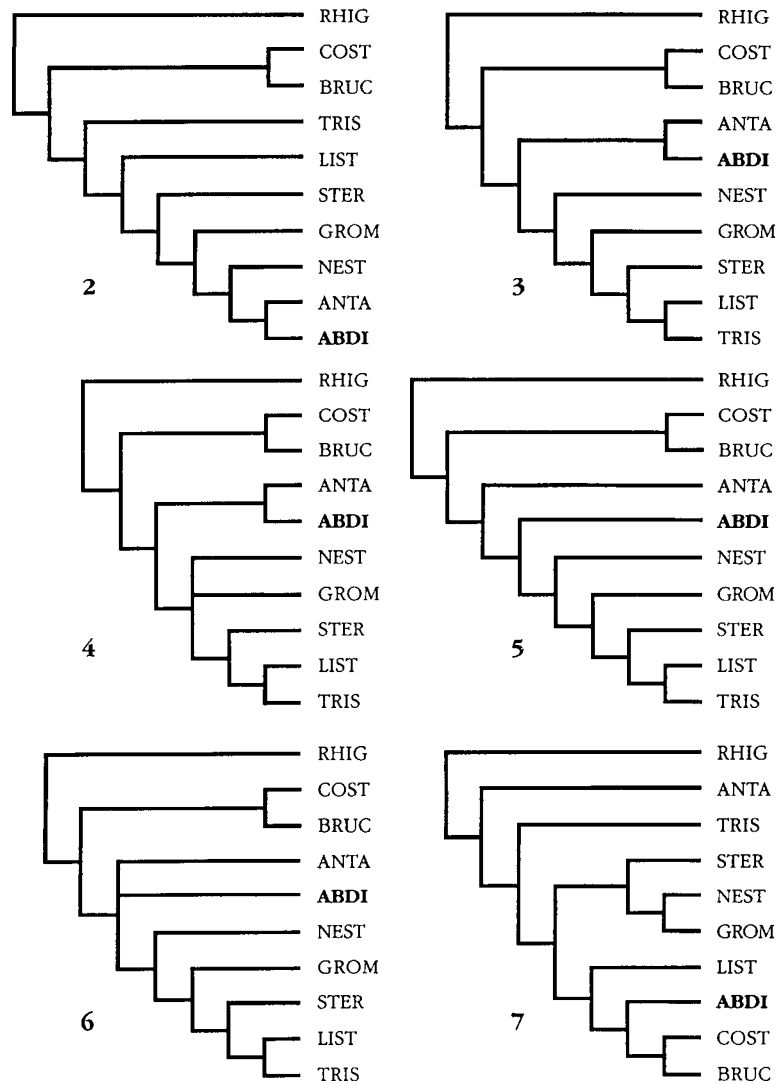 RHIG
COST
BRUC
TRIS
LIST
STER
GROM
NEST
ANTA
ABDI
2
RHIG
COST
BRUC
ANTA
ABDI
NEST
GROM
STER
LIST
TRIS
3
RHIG
COST
BRUC
ANTA
ABDI
NEST
GROM
STER
LIST
TRIS
4
RHIG
COST
BRUC
ANTA
ABDI
NEST
GROM
STER
LIST
TRIS
5
RHIG
COST
BRUC
ANTA
ABDI
NEST
GROM
STER
LIST
TRIS
6
RHIG
ANTA
TRIS
STER
NEST
GROM
LIST
ABDI
COST
BRUC
7